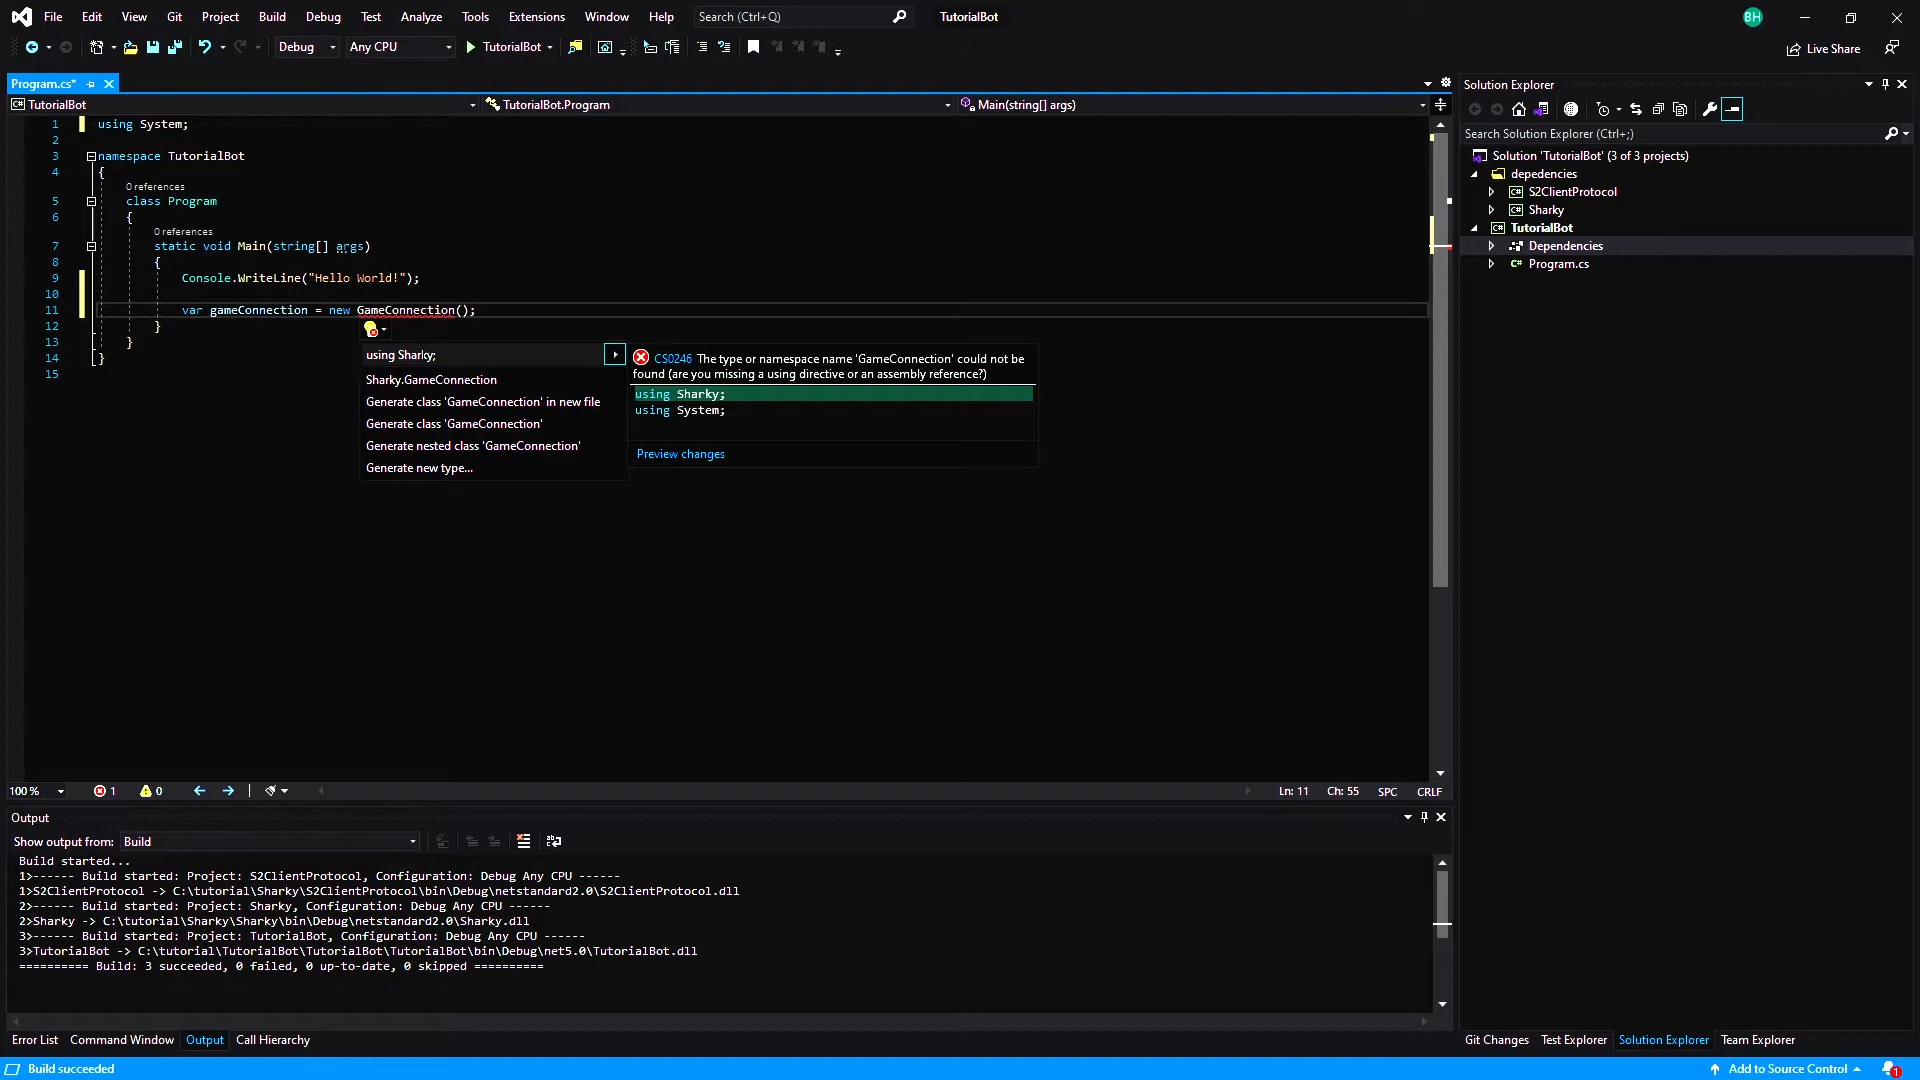 File Edit View Git Project Build Debug Test Analyze Tools Extensions Window Help Search (Ctrl+Q) TutorialBot BH
Debug Any CPU TutorialBot Live Share
Program.cs*
TutorialBot TutorialBot.Program Main(string[] args)
1 using System;
2
3 namespace TutorialBot
4 {
0 references
5 class Program
6 {
0 references
7 static void Main(string[] args)
8 {
9 Console.WriteLine("Hello World!");
10
11 var gameConnection = new GameConnection();
12 }
13 }
14 }
15
using Sharky;
Sharky.GameConnection
Generate class 'GameConnection' in new file
Generate class 'GameConnection'
Generate nested class 'GameConnection'
Generate new type...
CS0246 The type or namespace name 'GameConnection' could not be
found (are you missing a using directive or an assembly reference?)
using Sharky;
using System;
Preview changes
100 % 1 0 Ln: 11 Ch: 55 SPC CRLF
Output
Show output from: Build
Build started...
1>------ Build started: Project: S2ClientProtocol, Configuration: Debug Any CPU ------
1>S2ClientProtocol -> C:\tutorial\Sharky\S2ClientProtocol\bin\Debug\netstandard2.0\S2ClientProtocol.dll
2>------ Build started: Project: Sharky, Configuration: Debug Any CPU ------
2>Sharky -> C:\tutorial\Sharky\Sharky\bin\Debug\netstandard2.0\Sharky.dll
3>------ Build started: Project: TutorialBot, Configuration: Debug Any CPU ------
3>TutorialBot -> C:\tutorial\TutorialBot\TutorialBot\TutorialBot\bin\Debug\net5.0\TutorialBot.dll
========== Build: 3 succeeded, 0 failed, 0 up-to-date, 0 skipped ==========
Error List Command Window Output Call Hierarchy
Solution Explorer
Search Solution Explorer (Ctrl+;)
Solution 'TutorialBot' (3 of 3 projects)
depedencies
C# S2ClientProtocol
C# Sharky
C# TutorialBot
Dependencies
C# Program.cs
Git Changes Test Explorer Solution Explorer Team Explorer
Build succeeded Add to Source Control 1